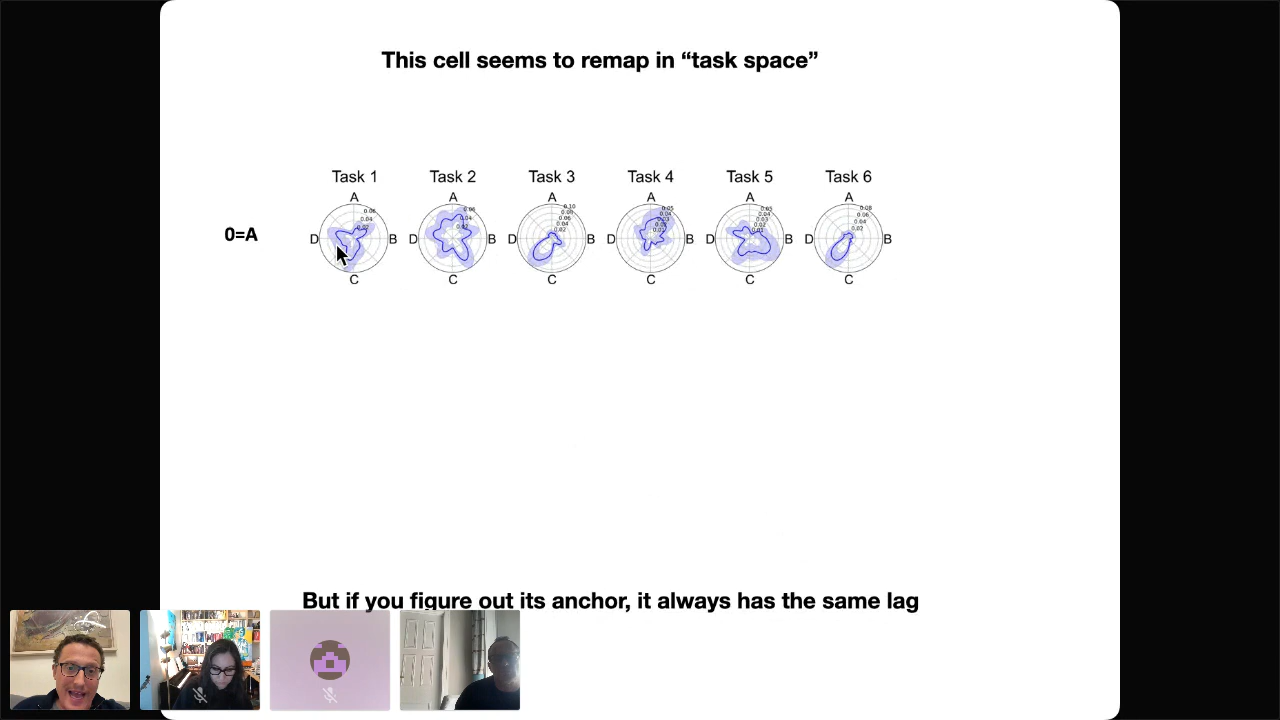 This cell seems to remap in “task space”
Task 1 Task 2 Task 3 Task 4 Task 5 Task 6
A A A A A A
0=A
D B D B D B D B D B D B
C C C C C C
But if you figure out its anchor, it always has the same lag